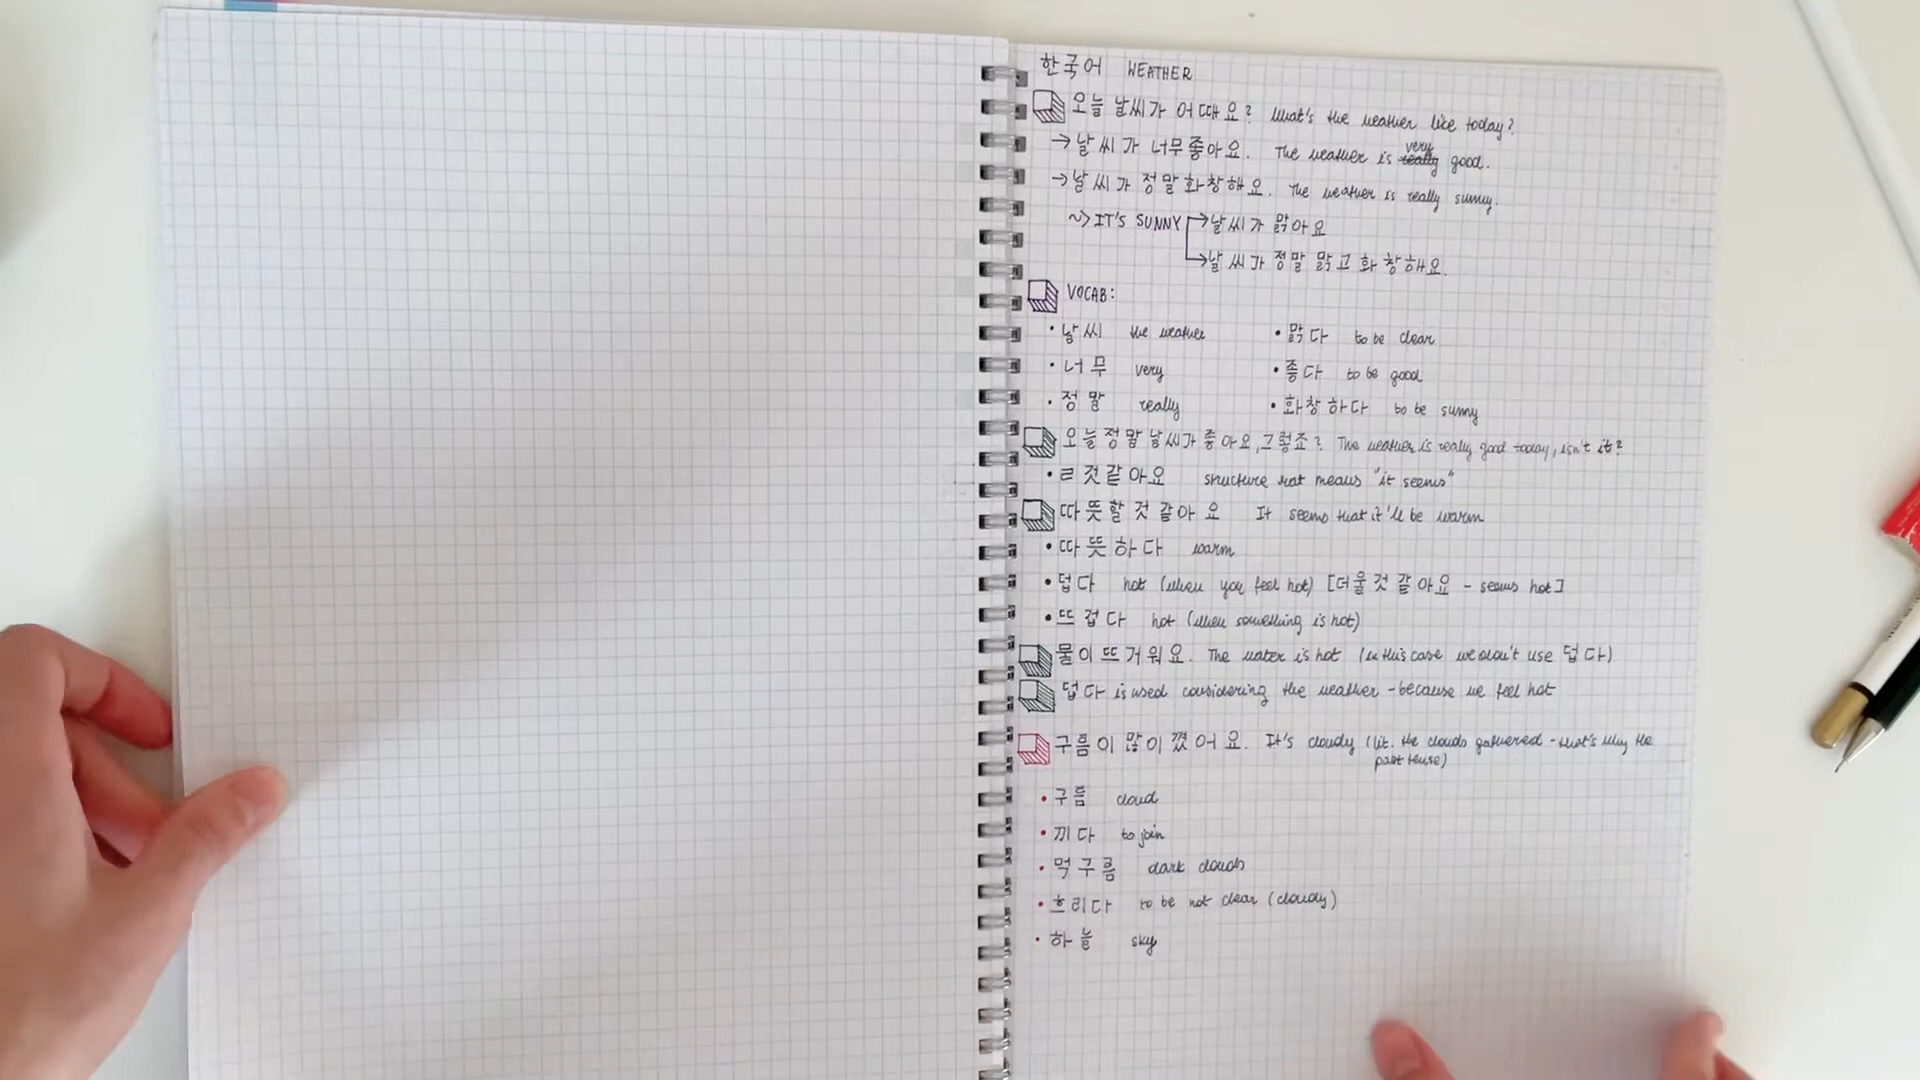 한국어 WEATHER
오늘 날씨가 어때요? What's the weather like today?
→ 날씨가 너무좋아요. The weather is really very good.
→ 날씨가 정말화창해요. The weather is really sunny.
~> IT'S SUNNY → 날씨가 맑아요
→ 날씨가 정말 맑고 화창해요.
VOCAB:
• 날씨 the weather • 맑다 to be clear
• 너무 very • 좋다 to be good
• 정말 really • 화창하다 to be sunny
오늘정말날씨가 좋아요, 그렇죠? The weather is really good today, isn't it?
• ㄹ것같아요 structure that means "it seems"
따뜻할 것 같아요 It seems that it'll be warm
• 따뜻하다 warm
• 덥다 hot (when you feel hot) [더울것 같아요 - seems hot]
• 뜨겁다 hot (when something is hot)
물이 뜨거워요. The water is hot (in this case we don't use 덥다)
덥다 is used considering the weather - because we feel hot
구름이 많이 꼈어요. It's cloudy (lit. the clouds gathered - that's why the
past tense)
• 구름 cloud
• 끼다 to join
• 먹구름 dark clouds
• 흐리다 to be not clear (cloudy)
• 하늘 sky